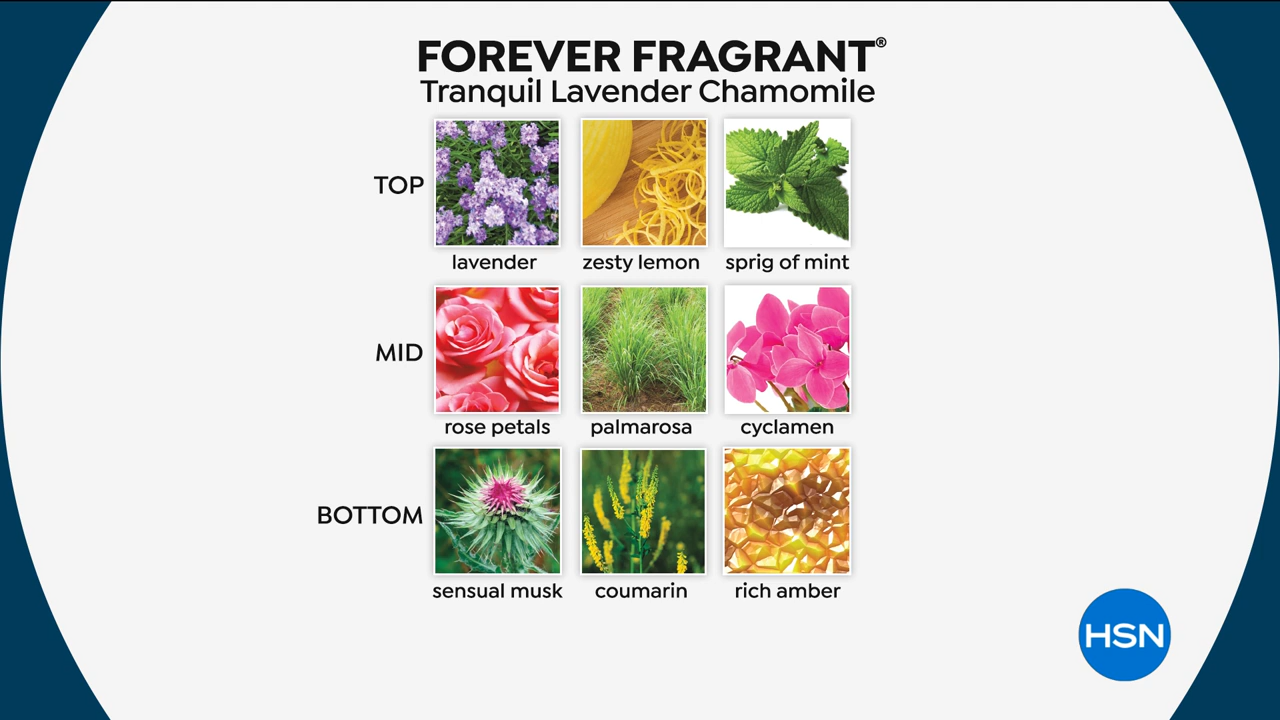 FOREVER FRAGRANT®
Tranquil Lavender Chamomile
TOP
lavender zesty lemon sprig of mint
MID
rose petals palmarosa cyclamen
BOTTOM
sensual musk coumarin rich amber
HSN